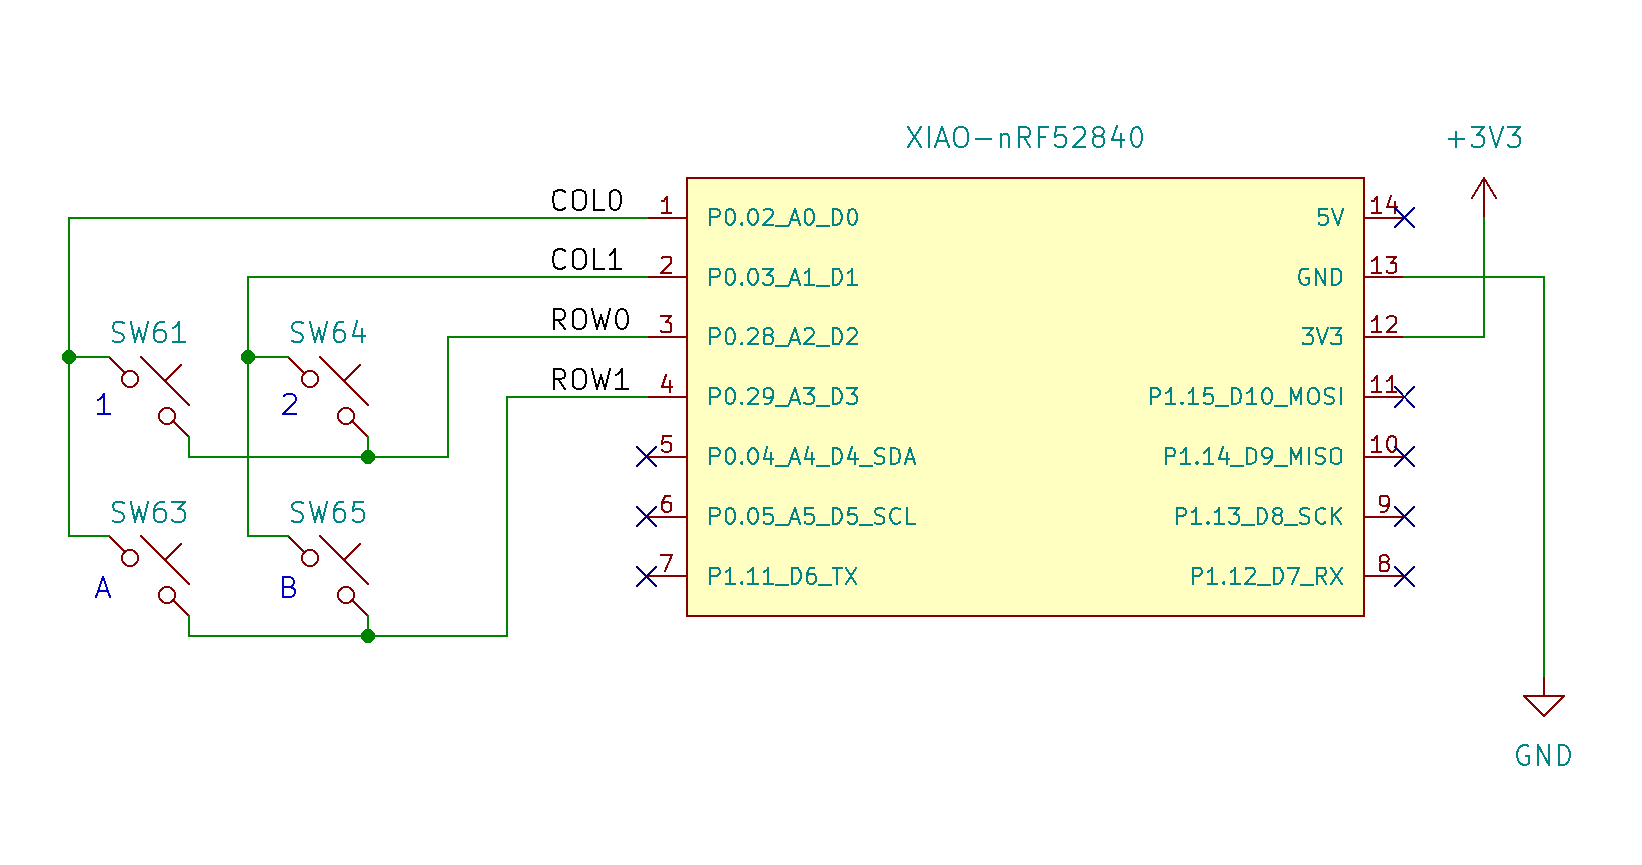 XIAO-nRF52840
+3V3
COL0
1
P0.02_A0_D0
5V
14
COL1
2
P0.03_A1_D1
GND
13
SW61
SW64
ROW0
3
P0.28_A2_D2
3V3
12
1
2
ROW1
4
P0.29_A3_D3
P1.15_D10_MOSI
11
5
P0.04_A4_D4_SDA
P1.14_D9_MISO
10
SW63
SW65
6
P0.05_A5_D5_SCL
P1.13_D8_SCK
9
A
B
7
P1.11_D6_TX
P1.12_D7_RX
8
GND